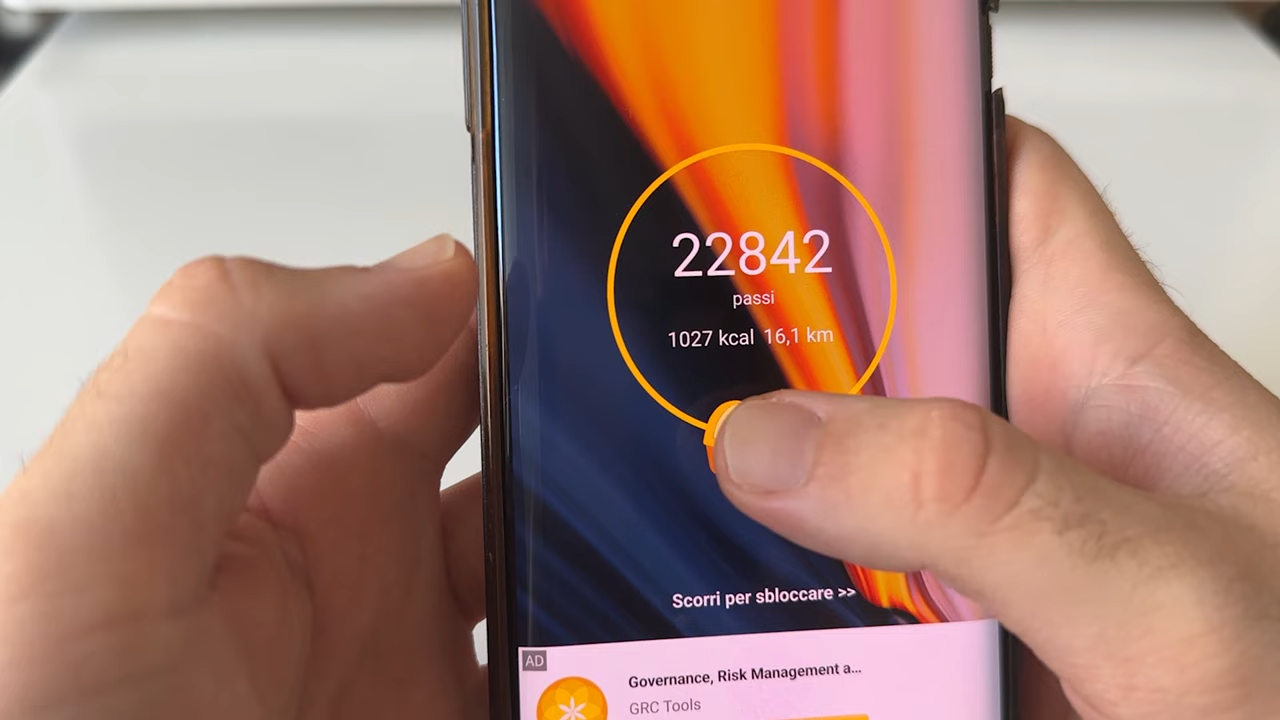 22842
passi
1027 kcal 16,1 km
Scorri per sbloccare >>
AD
Governance, Risk Management a...
GRC Tools